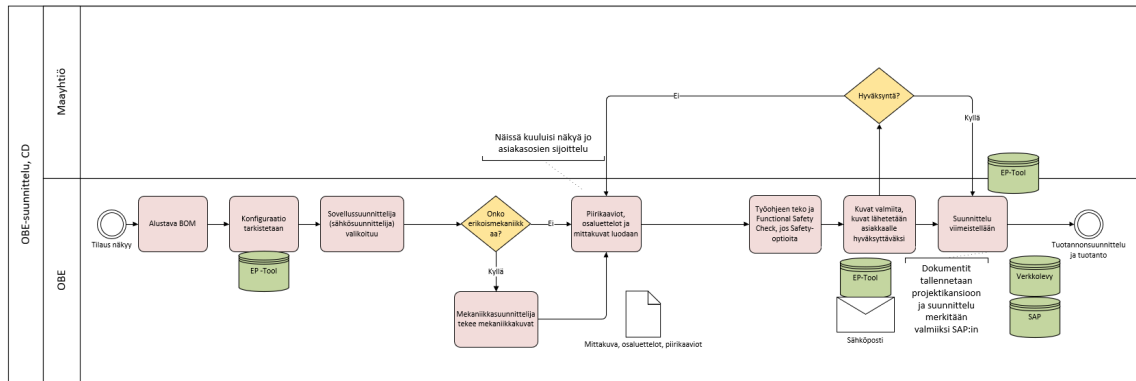 OBE-suunnittelu, CD
Maayhtiö
Hyväksyntä?
Ei
Kyllä
Näissä kuuluisi näkyä jo
asiakasosien sijoittelu
EP-Tool
OBE
Tilaus näkyy
Alustava BOM
Konfiguraatio
tarkistetaan
EP -Tool
Sovellussuunnittelija
(sähkösuunnittelija)
valikoituu
Onko
erikoismekaniikk
aa?
Ei
Kyllä
Mekaniikkasuunnittelija
tekee mekaniikkakuvat
Piirikaaviot,
osaluettelot ja
mittakuvat luodaan
Mittakuva, osaluettelot, piirikaaviot
Työohjeen teko ja
Functional Safety
Check, jos Safety-
optioita
Kuvat valmiita,
kuvat lähetetään
asiakkaalle
hyväksyttäväksi
EP-Tool
Sähköposti
Suunnittelu
viimeistellään
Dokumentit
tallennetaan
projektikansioon
ja suunnittelu
merkitään
valmiiksi SAP:in
Verkkolevy
SAP
Tuotannonsuunnittelu
ja tuotanto